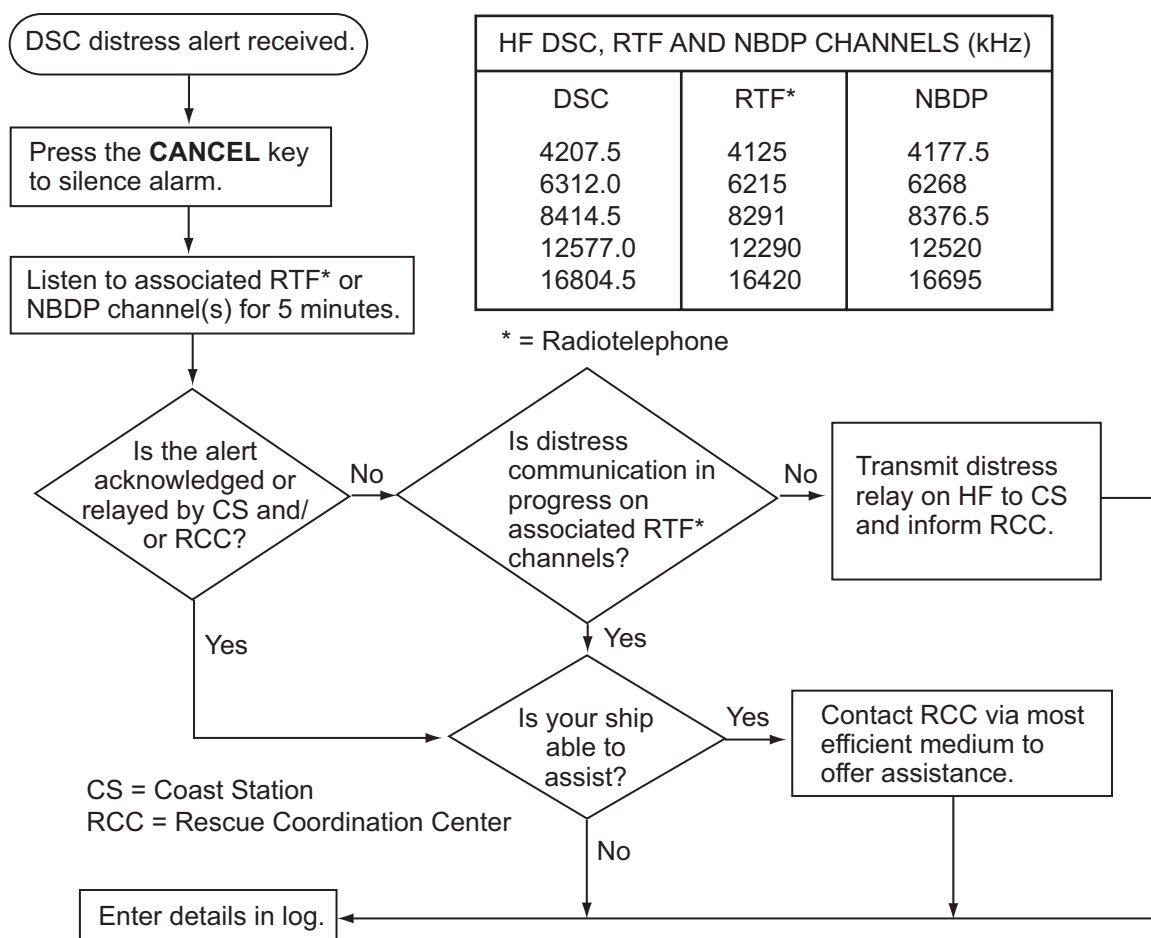 DSC distress alert received.
Press the CANCEL key
to silence alarm.
Listen to associated RTF* or
NBDP channel(s) for 5 minutes.
HF DSC, RTF AND NBDP CHANNELS (kHz)
DSC RTF* NBDP
4207.5 4125 4177.5
6312.0 6215 6268
8414.5 8291 8376.5
12577.0 12290 12520
16804.5 16420 16695
* = Radiotelephone
Is the alert
acknowledged or
relayed by CS and/
or RCC?
No
Is distress
communication in
progress on
associated RTF*
channels?
No
Transmit distress
relay on HF to CS
and inform RCC.
Yes
Yes
Is your ship
able to
assist?
Yes
Contact RCC via most
efficient medium to
offer assistance.
CS = Coast Station
RCC = Rescue Coordination Center
No
Enter details in log.